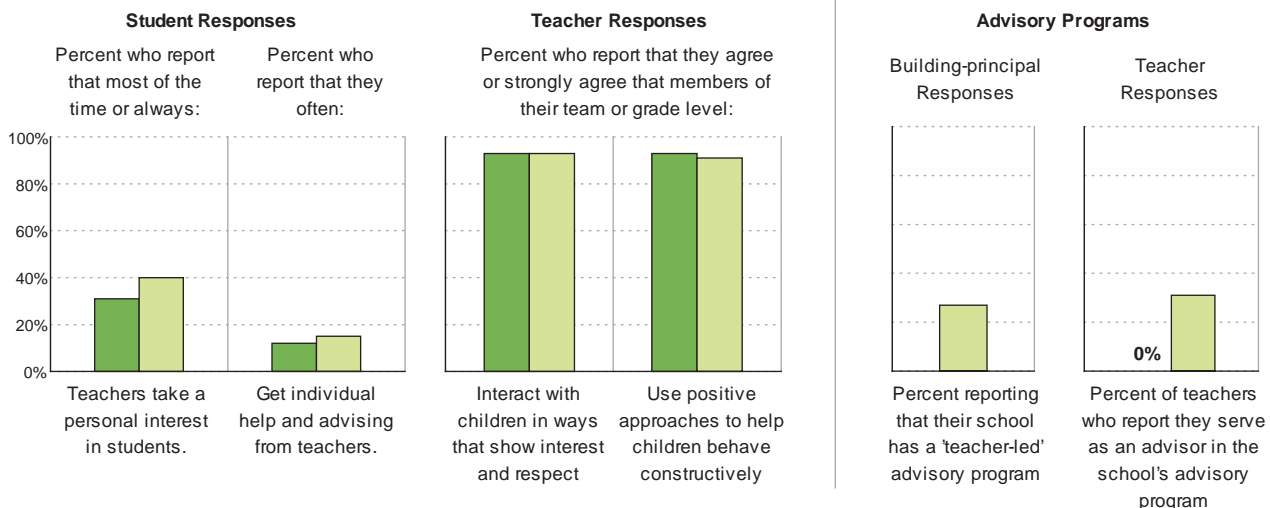 Student Responses
Percent who report
that most of the
time or always:
Percent who
report that they
often:
100%
80%
60%
40%
20%
0%
Teachers take a
personal interest
in students.
Get individual
help and advising
from teachers.
Teacher Responses
Percent who report that they agree
or strongly agree that members of
their team or grade level:
Interact with
children in ways
that show interest
and respect
Use positive
approaches to help
children behave
constructively
Advisory Programs
Building-principal
Responses
Percent reporting
that their school
has a 'teacher-led'
advisory program
Teacher
Responses
0%
Percent of teachers
who report they serve
as an advisor in the
school's advisory
program